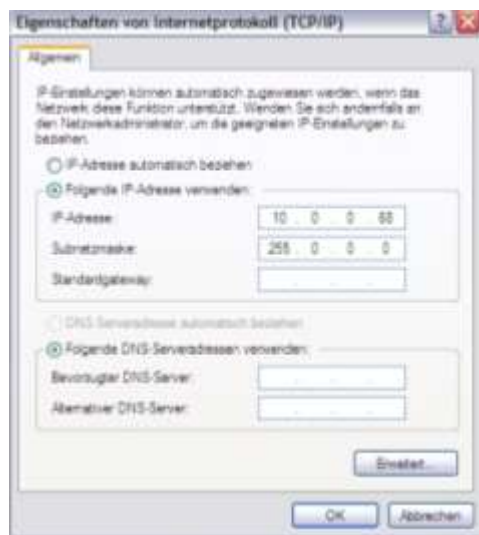 Eigenschaften von Internetprotokoll (TCP/IP)
Allgemein
IP-Einstellungen können automatisch zugewiesen werden, wenn das
Netzwerk diese Funktion unterstützt. Wenden Sie sich andernfalls an
den Netzwerkadministrator, um die geeigneten IP-Einstellungen zu
beziehen.
IP-Adresse automatisch beziehen
Folgende IP-Adresse verwenden:
IP-Adresse: 10 . 0 . 0 . 68
Subnetzmaske: 255 . 0 . 0 . 0
Standardgateway: . . .
DNS-Serveradresse automatisch beziehen
Folgende DNS-Serveradressen verwenden:
Bevorzugter DNS-Server: . . .
Alternativer DNS-Server: . . .
Erweitert...
OK Abbrechen